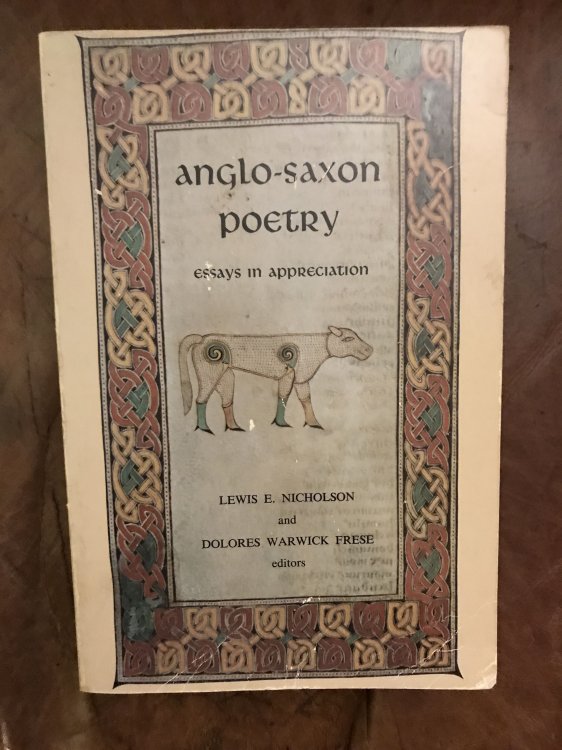 anglo-saxon
poetry
essays in appreciation
LEWIS E. NICHOLSON
and
DOLORES WARWICK FRESE
editors